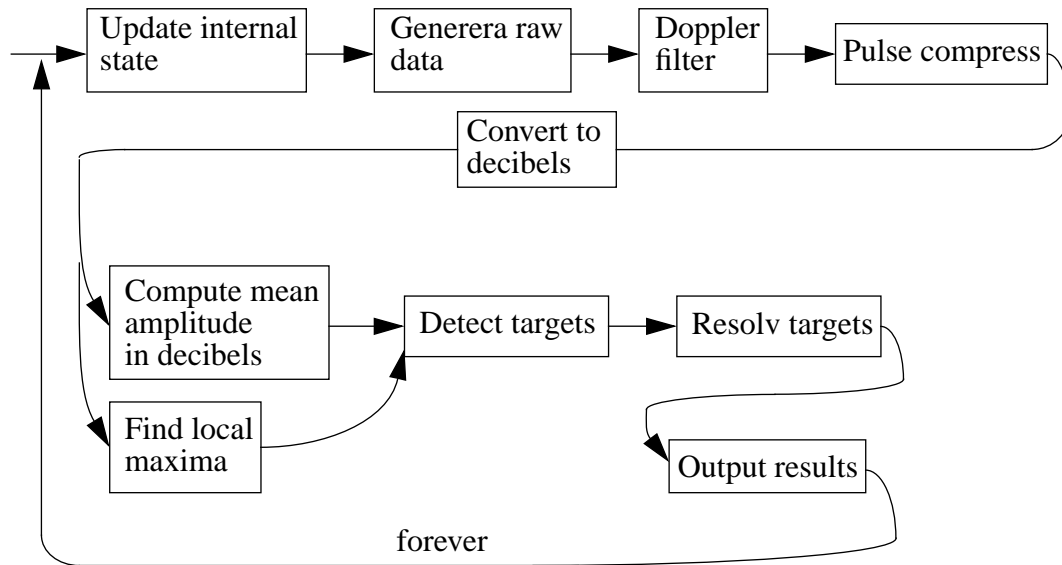 Update internal
state
Generera raw
data
Doppler
filter
Pulse compress
Convert to
decibels
Compute mean
amplitude
in decibels
Detect targets
Resolv targets
Find local
maxima
Output results
forever